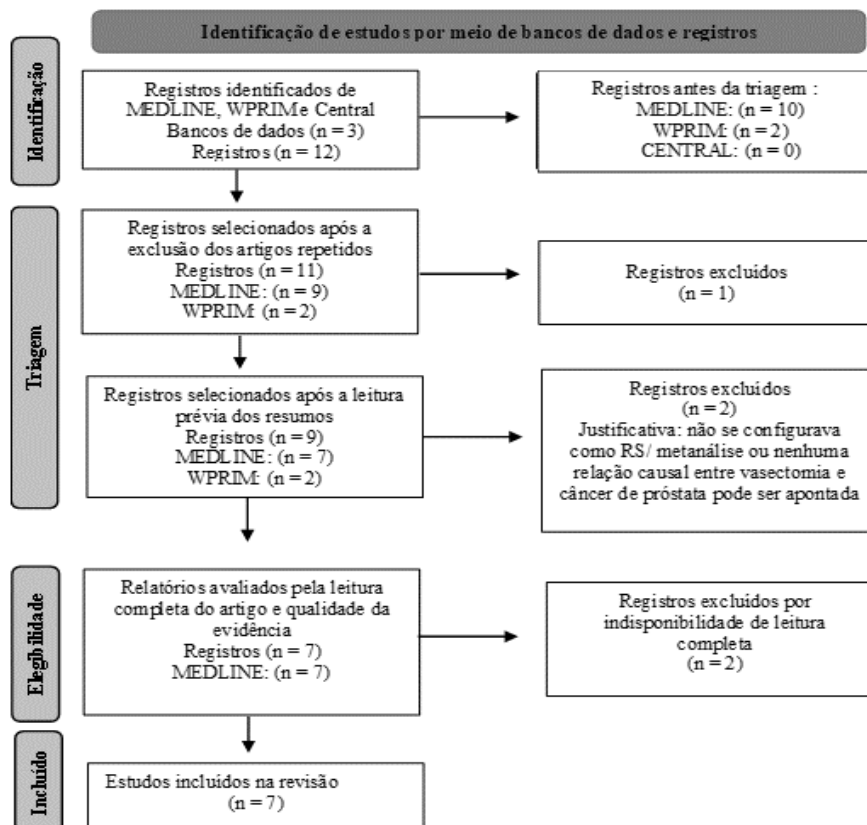 Identificação de estudos por meio de bancos de dados e registros
Identificação
Registros identificados de
MEDLINE, WPRIM e Central
Bancos de dados (n = 3)
Registros (n = 12)
Registros antes da triagem :
MEDLINE: (n = 10)
WPRIM: (n = 2)
CENTRAL: (n = 0)
Triagem
Registros selecionados após a
exclusão dos artigos repetidos
Registros (n = 11)
MEDLINE: (n = 9)
WPRIM: (n = 2)
Registros excluídos
(n = 1)
Registros selecionados após a leitura
prévia dos resumos
Registros (n = 9)
MEDLINE: (n = 7)
WPRIM: (n = 2)
Registros excluídos
(n = 2)
Justificativa: não se configurava
como RS/ metanálise ou nenhuma
relação causal entre vasectomia e
câncer de próstata pode ser apontada
Elegibilidade
Relatórios avaliados pela leitura
completa do artigo e qualidade da
evidência
Registros (n = 7)
MEDLINE: (n = 7)
Registros excluídos por
indisponibilidade de leitura
completa
(n = 2)
Incluído
Estudos incluídos na revisão
(n = 7)